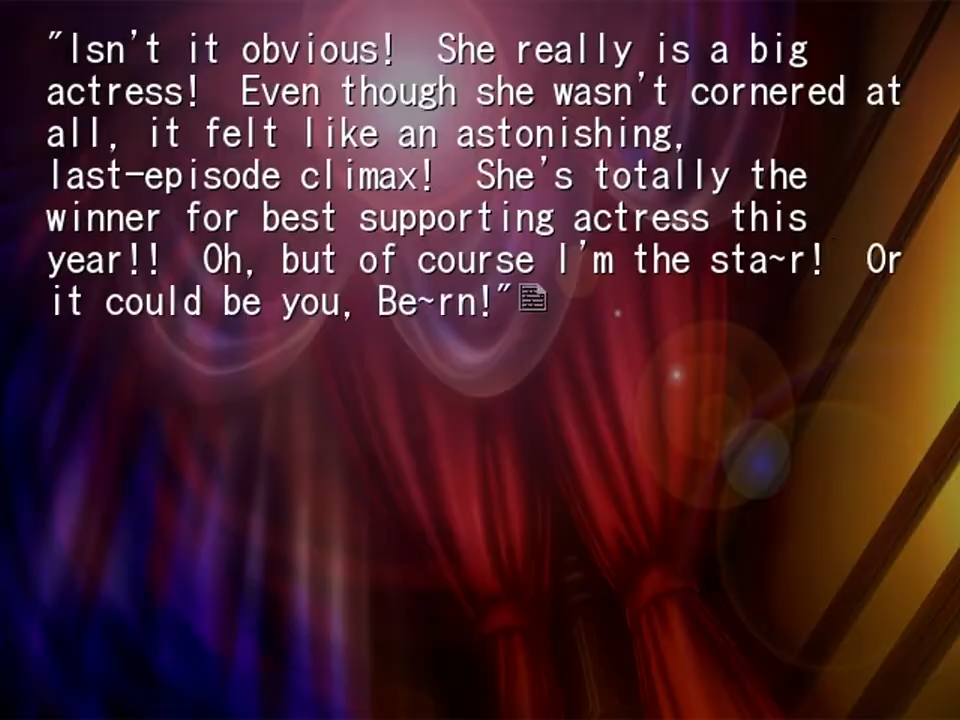 "Isn't it obvious!  She really is a big
actress!  Even though she wasn't cornered at
all, it felt like an astonishing,
last-episode climax!  She's totally the
winner for best supporting actress this
year!!  Oh, but of course I'm the sta~r!  Or
it could be you, Be~rn!"